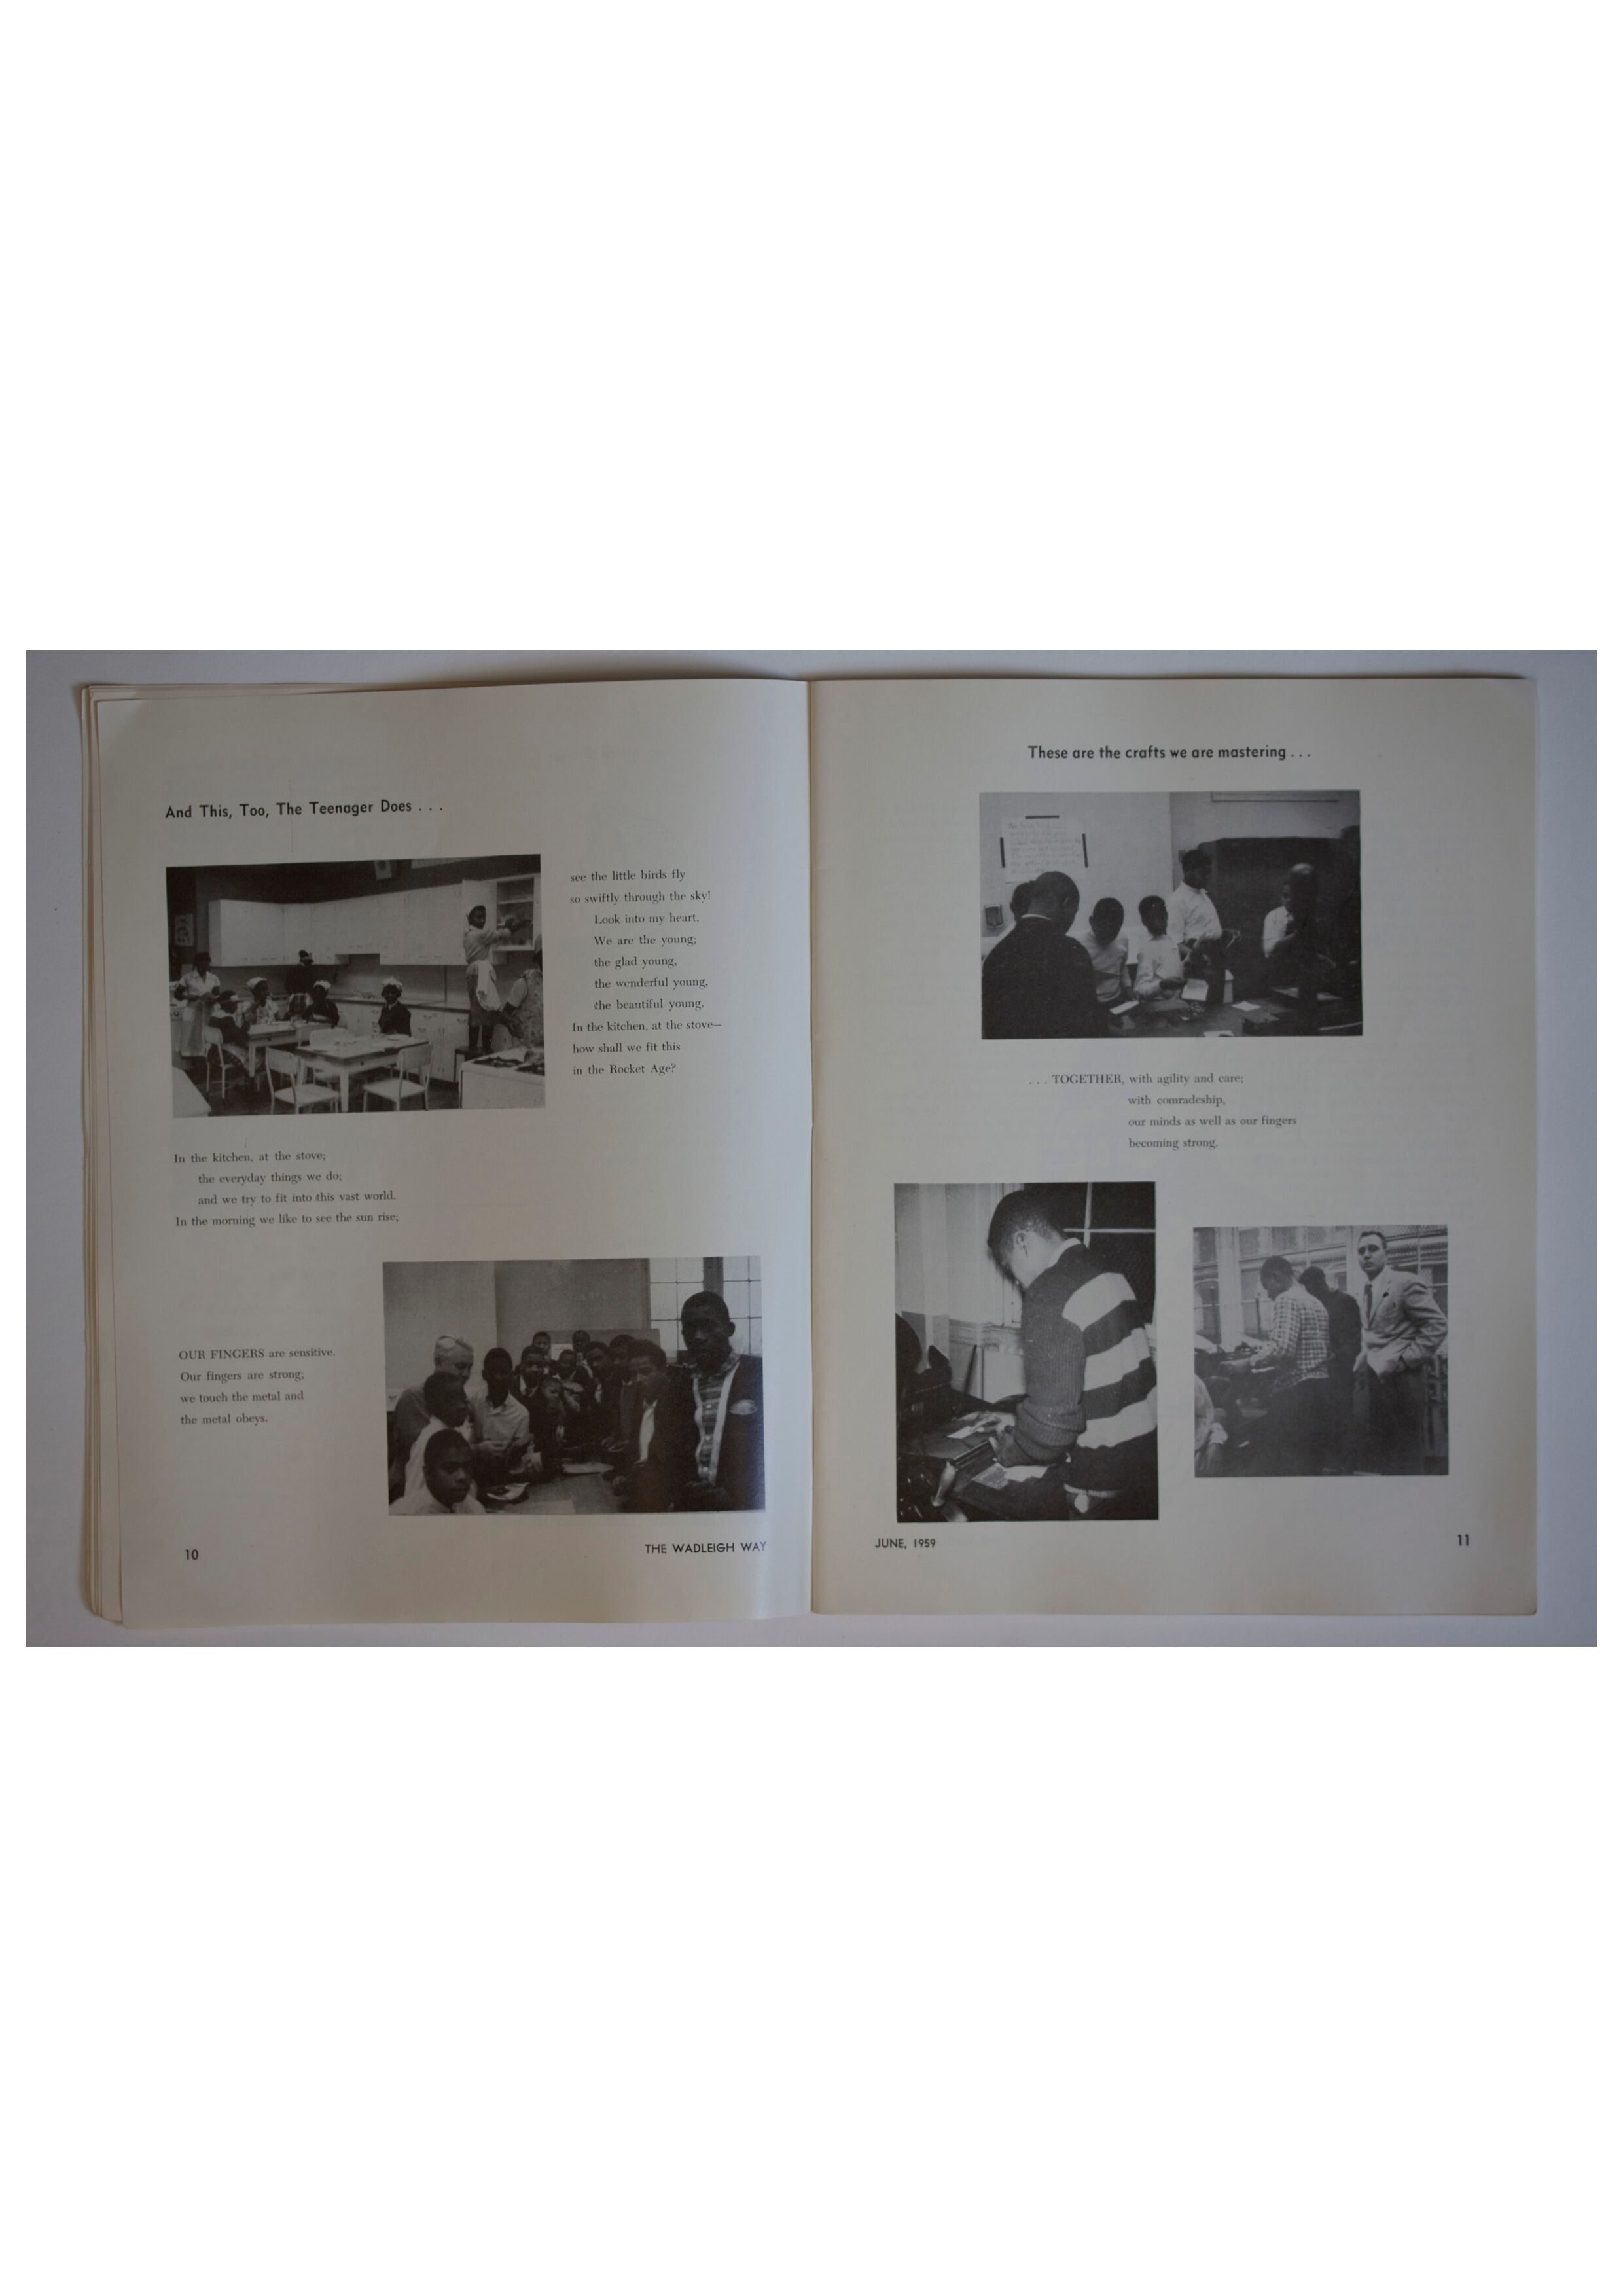 And This, Too, The Teenager Does . . .
In the kitchen, at the stove;
the everyday things we do;
and we try to fit into this vast world.
In the morning we like to see the sun rise;
see the little birds fly
so swiftly through the sky!
Look into my heart.
We are the young;
the glad young,
the wonderful young,
the beautiful young.
In the kitchen, at the stove—
how shall we fit this
in the Rocket Age?
OUR FINGERS are sensitive.
Our fingers are strong;
we touch the metal and
the metal obeys.
10
THE WADLEIGH WAY
These are the crafts we are mastering . . .
. . . TOGETHER, with agility and care;
with comradeship,
our minds as well as our fingers
becoming strong.
JUNE, 1959
11